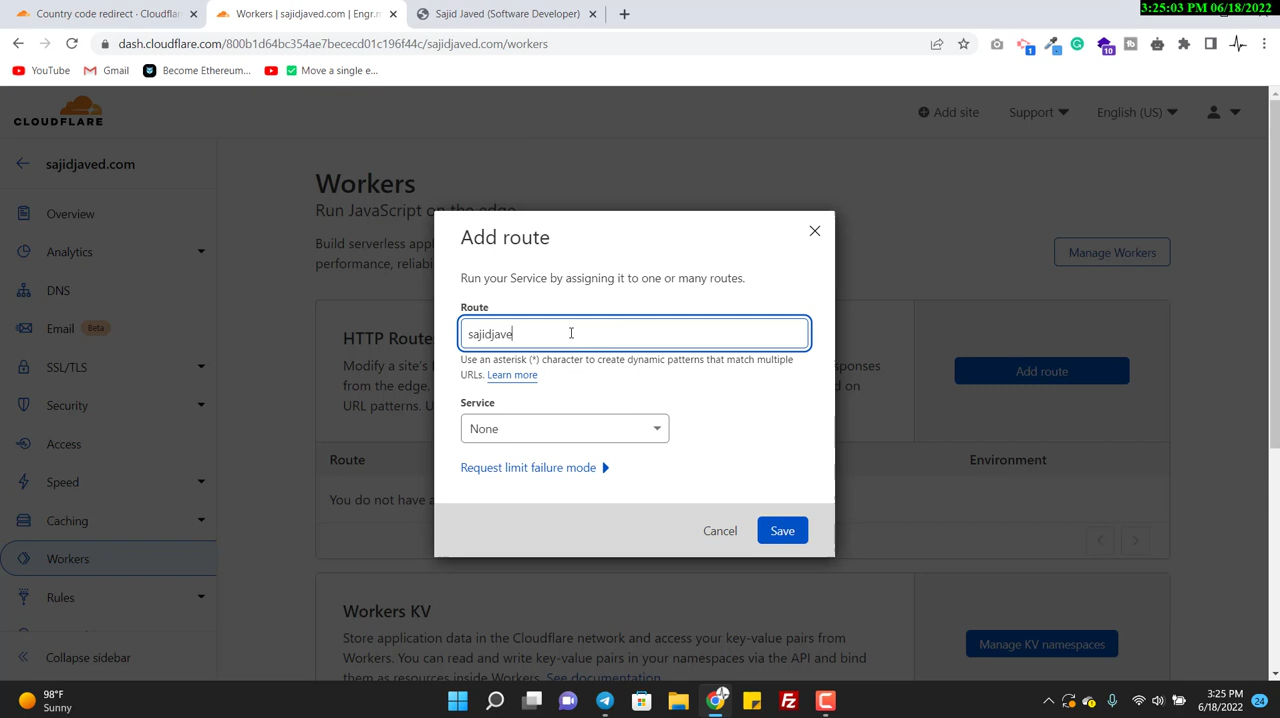 3:25:03 PM 06/18/2022
Country code redirect · Cloudflar
Workers | sajidjaved.com | Engr.n
Sajid Javed (Software Developer)
dash.cloudflare.com/800b1d64bc354ae7bececd01c196f44c/sajidjaved.com/workers
1
10
YouTube
Gmail
Become Ethereum...
Move a single e...
CLOUDFLARE
Add site
Support
English (US)
sajidjaved.com
Overview
Analytics
DNS
Email Beta
SSL/TLS
Security
Access
Speed
Caching
Workers
Rules
Collapse sidebar
Workers
Run JavaScript on the edge
Build serverless appl
performance, reliabi
Manage Workers
HTTP Route
Modify a site's
from the edge.
URL patterns.
esponses
d on
Add route
Route
Environment
You do not have a
Add route
Run your Service by assigning it to one or many routes.
Route
sajidjave
Use an asterisk (*) character to create dynamic patterns that match multiple
URLs. Learn more
Service
None
Request limit failure mode
Cancel
Save
Workers KV
Store application data in the Cloudflare network and access your key-value pairs from
Workers. You can read and write key-value pairs in your namespaces via the API and bind
them as resources inside Workers. See documentation
Manage KV namespaces
98°F
Sunny
3:25 PM
6/18/2022
24